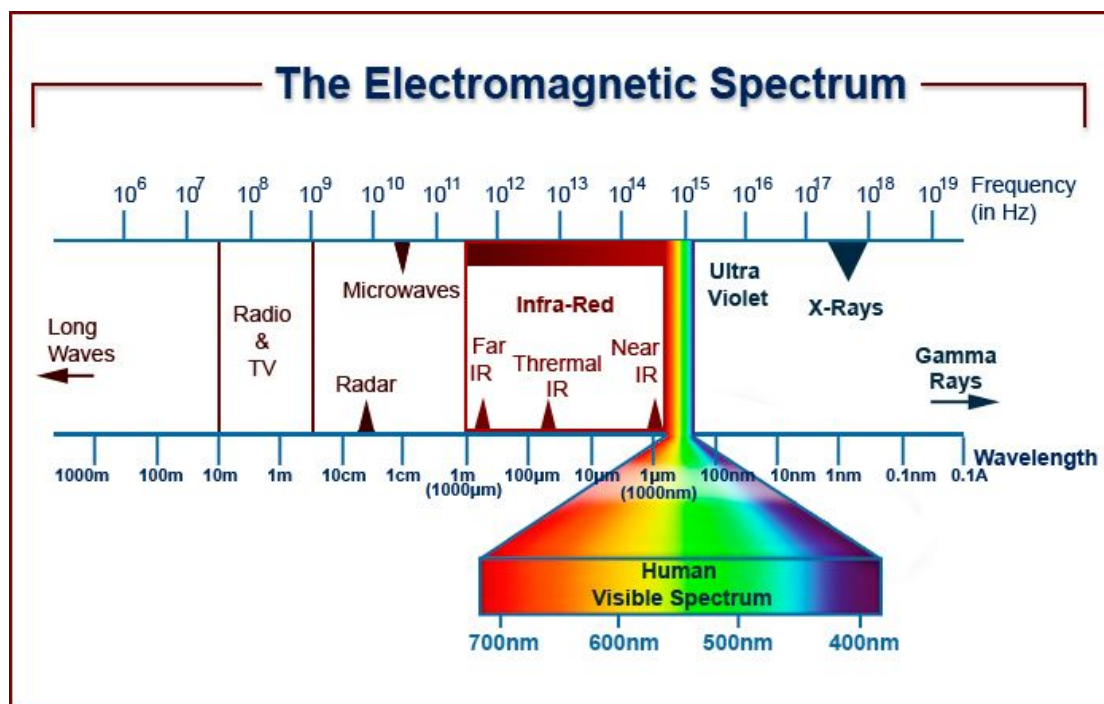 The Electromagnetic Spectrum
10⁶ 10⁷ 10⁸ 10⁹ 10¹⁰ 10¹¹ 10¹² 10¹³ 10¹⁴ 10¹⁵ 10¹⁶ 10¹⁷ 10¹⁸ 10¹⁹ Frequency
(in Hz)
Long
Waves
Radio
&
TV
Microwaves
Radar
Infra-Red
Far
IR
Thrermal
IR
Near
IR
Ultra
Violet
X-Rays
Gamma
Rays
1000m 100m 10m 1m 10cm 1cm 1m 100µm 10µm 1µm 100nm 10nm 1nm 0.1nm 0.1A Wavelength
(1000µm) (1000nm)
Human
Visible Spectrum
700nm 600nm 500nm 400nm